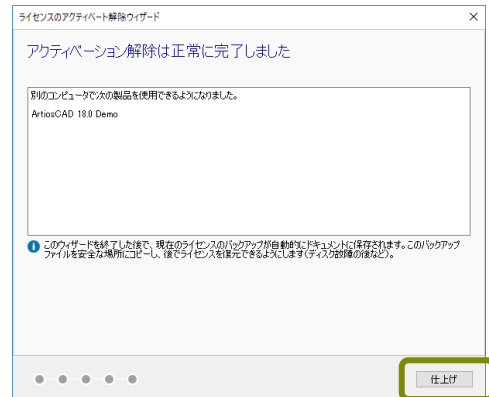 ライセンスのアクティベート解除ウィザード
アクティベーション解除は正常に完了しました
別のコンピュータで次の製品を使用できるようになりました。
ArtiosCAD 18.0 Demo
このウィザードを終了した後で、現在のライセンスのバックアップが自動的にドキュメントに保存されます。このバックアップ
ファイルを安全な場所にコピーし、後でライセンスを復元できるようにします(ディスク故障の後など)。
仕上げ